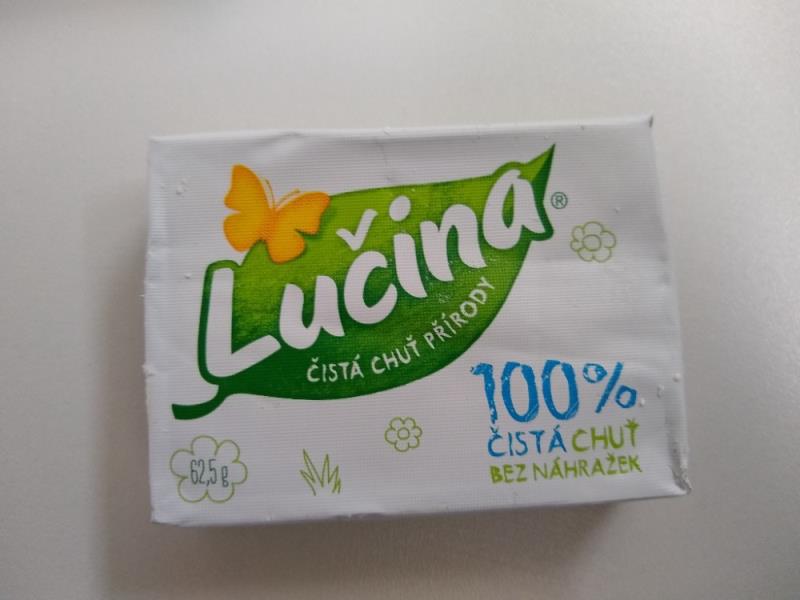 Lučina®
ČISTÁ CHUŤ PŘÍRODY
100%
ČISTÁ CHUŤ
BEZ NÁHRAŽEK
62,5 g